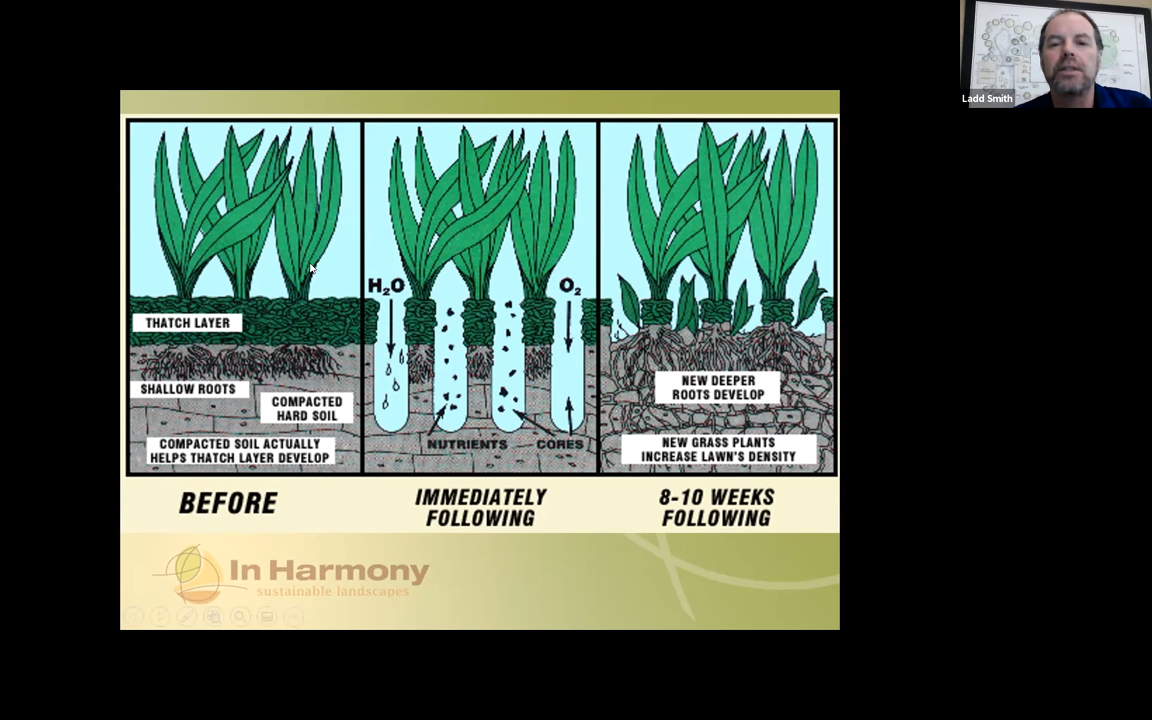 Ladd Smith
H₂O
O₂
THATCH LAYER
SHALLOW ROOTS
COMPACTED
HARD SOIL
COMPACTED SOIL ACTUALLY
HELPS THATCH LAYER DEVELOP
NUTRIENTS
CORES
NEW DEEPER
ROOTS DEVELOP
NEW GRASS PLANTS
INCREASE LAWN'S DENSITY
BEFORE
IMMEDIATELY
FOLLOWING
8-10 WEEKS
FOLLOWING
In Harmony
sustainable landscapes